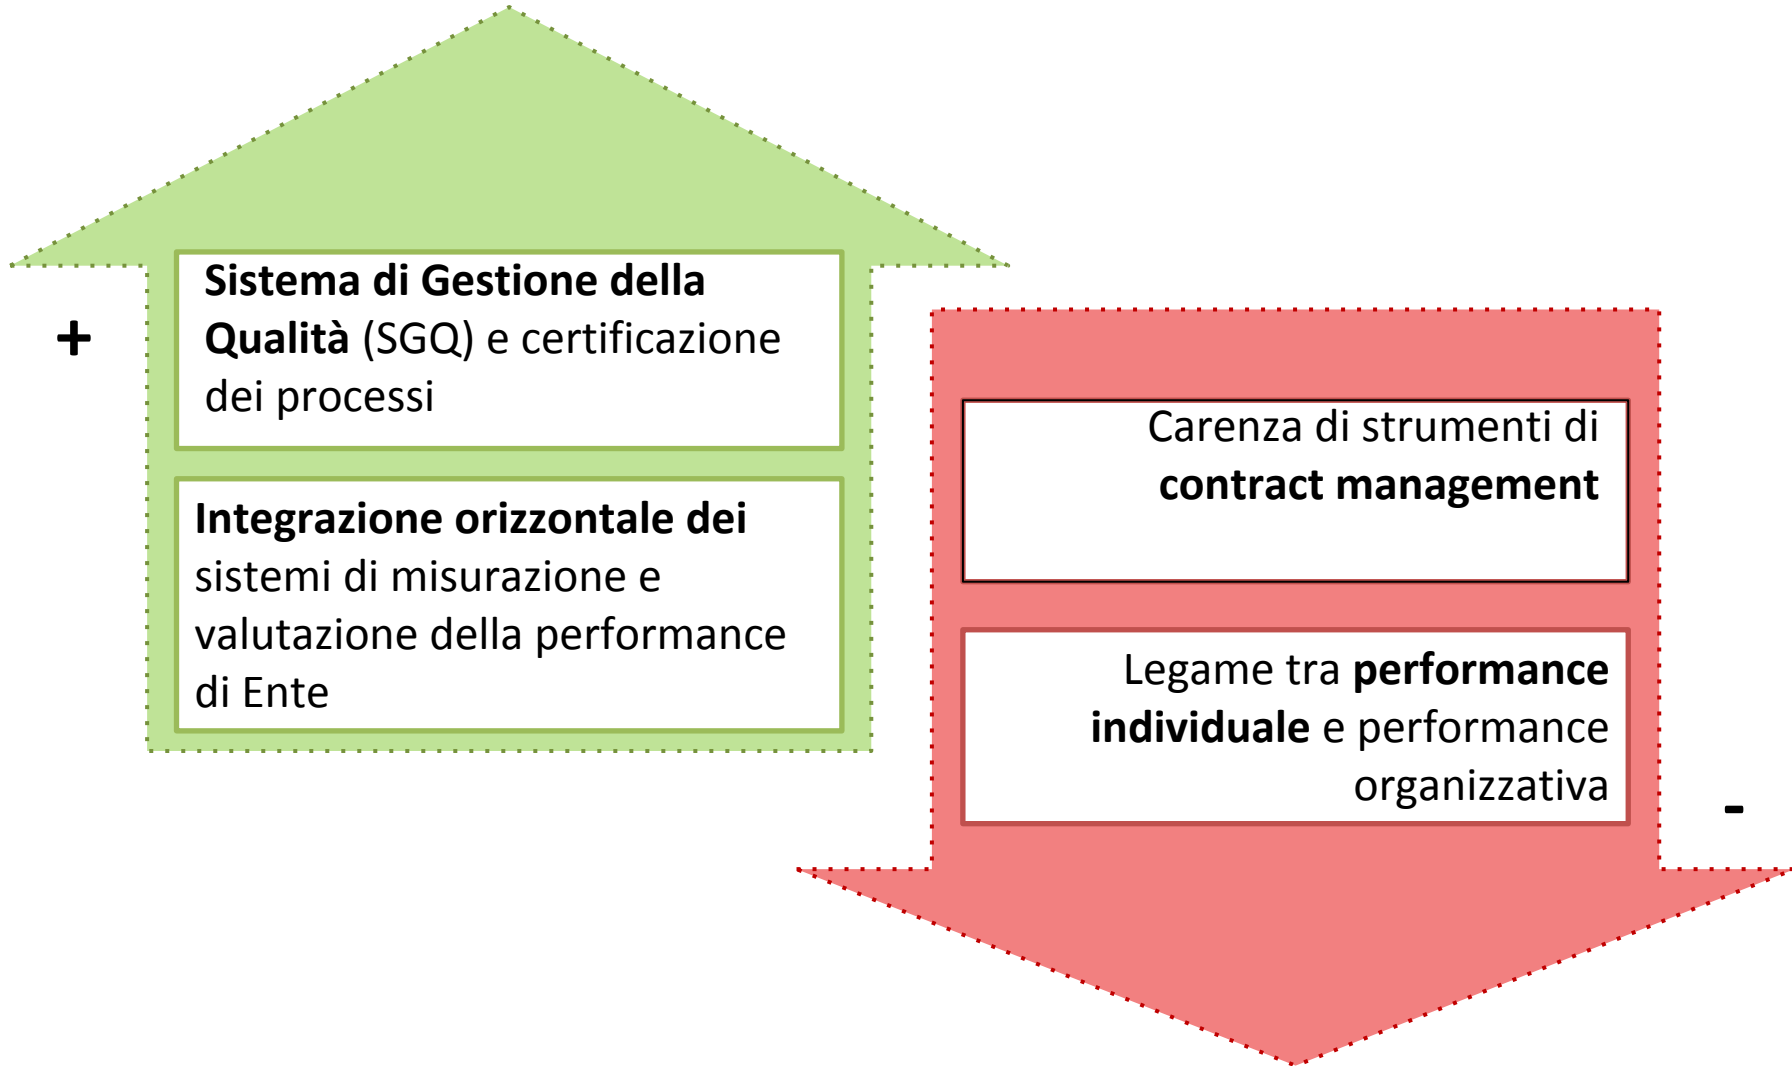 +
Sistema di Gestione della
Qualità (SGQ) e certificazione
dei processi
Integrazione orizzontale dei
sistemi di misurazione e
valutazione della performance
di Ente
Carenza di strumenti di
contract management
Legame tra performance
individuale e performance
organizzativa
-